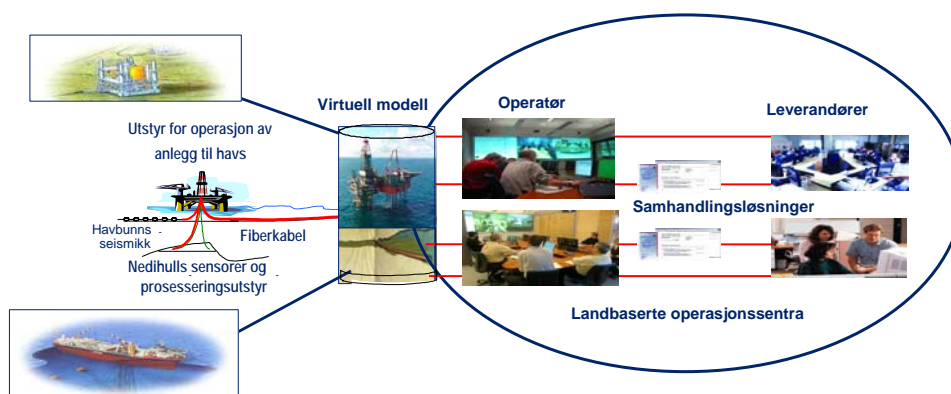 Virtuell modell
Operatør
Leverandører
Utstyr for operasjon av
anlegg til havs
Havbunns
seismikk
Fiberkabel
Samhandlingsløsninger
Nedihulls sensorer og
prosesseringsutstyr
Landbaserte operasjonssentra